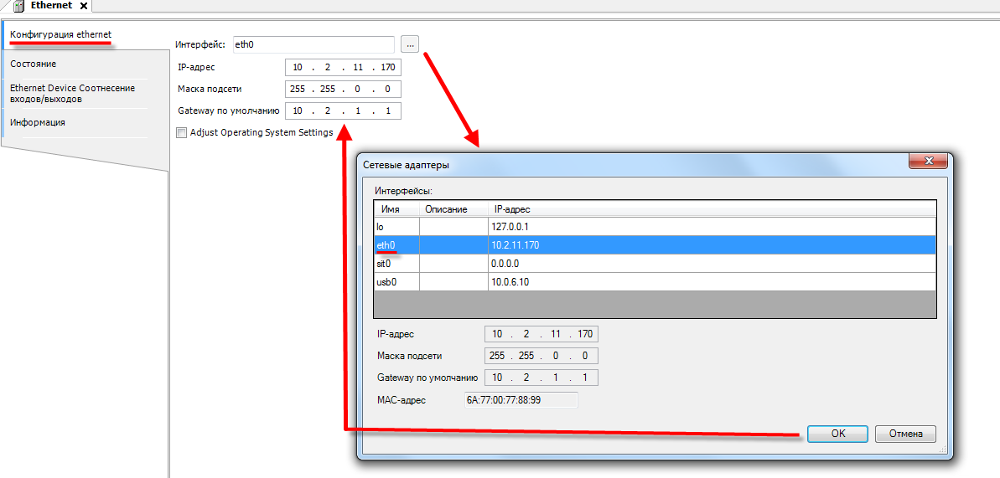 Ethernet
Конфигурация ethernet
Состояние
Ethernet Device Соотнесение
входов/выходов
Информация
Интерфейс: eth0 ...
IP-адрес 10 . 2 . 11 . 170
Маска подсети 255 . 255 . 0 . 0
Gateway по умолчанию 10 . 2 . 1 . 1
Adjust Operating System Settings
Сетевые адаптеры
Интерфейсы:
Имя Описание IP-адрес
lo 127.0.0.1
eth0 10.2.11.170
sit0 0.0.0.0
usb0 10.0.6.10
IP-адрес 10 . 2 . 11 . 170
Маска подсети 255 . 255 . 0 . 0
Gateway по умолчанию 10 . 2 . 1 . 1
MAC-адрес 6A:77:00:77:88:99
OK Отмена